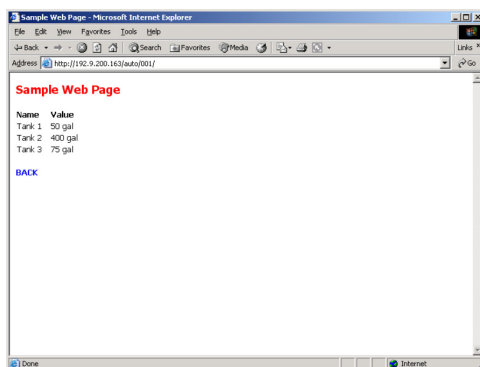 Sample Web Page - Microsoft Internet Explorer
File Edit View Favorites Tools Help
Back Search Favorites Media Links »
Address http://192.9.200.163/auto/001/ Go
Sample Web Page
Name Value
Tank 1 50 gal
Tank 2 400 gal
Tank 3 75 gal
BACK
Done Internet